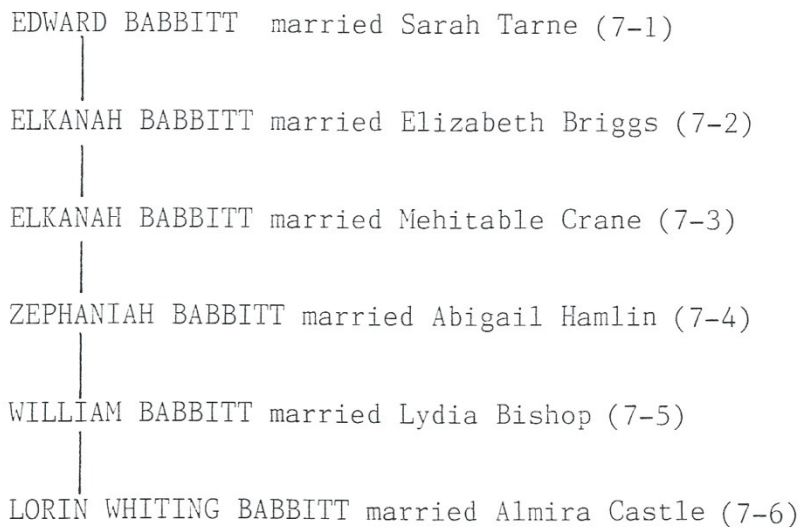 EDWARD BABBITT married Sarah Tarne (7-1)
ELKANAH BABBITT married Elizabeth Briggs (7-2)
ELKANAH BABBITT married Mehitable Crane (7-3)
ZEPHANIAH BABBITT married Abigail Hamlin (7-4)
WILLIAM BABBITT married Lydia Bishop (7-5)
LORIN WHITING BABBITT married Almira Castle (7-6)